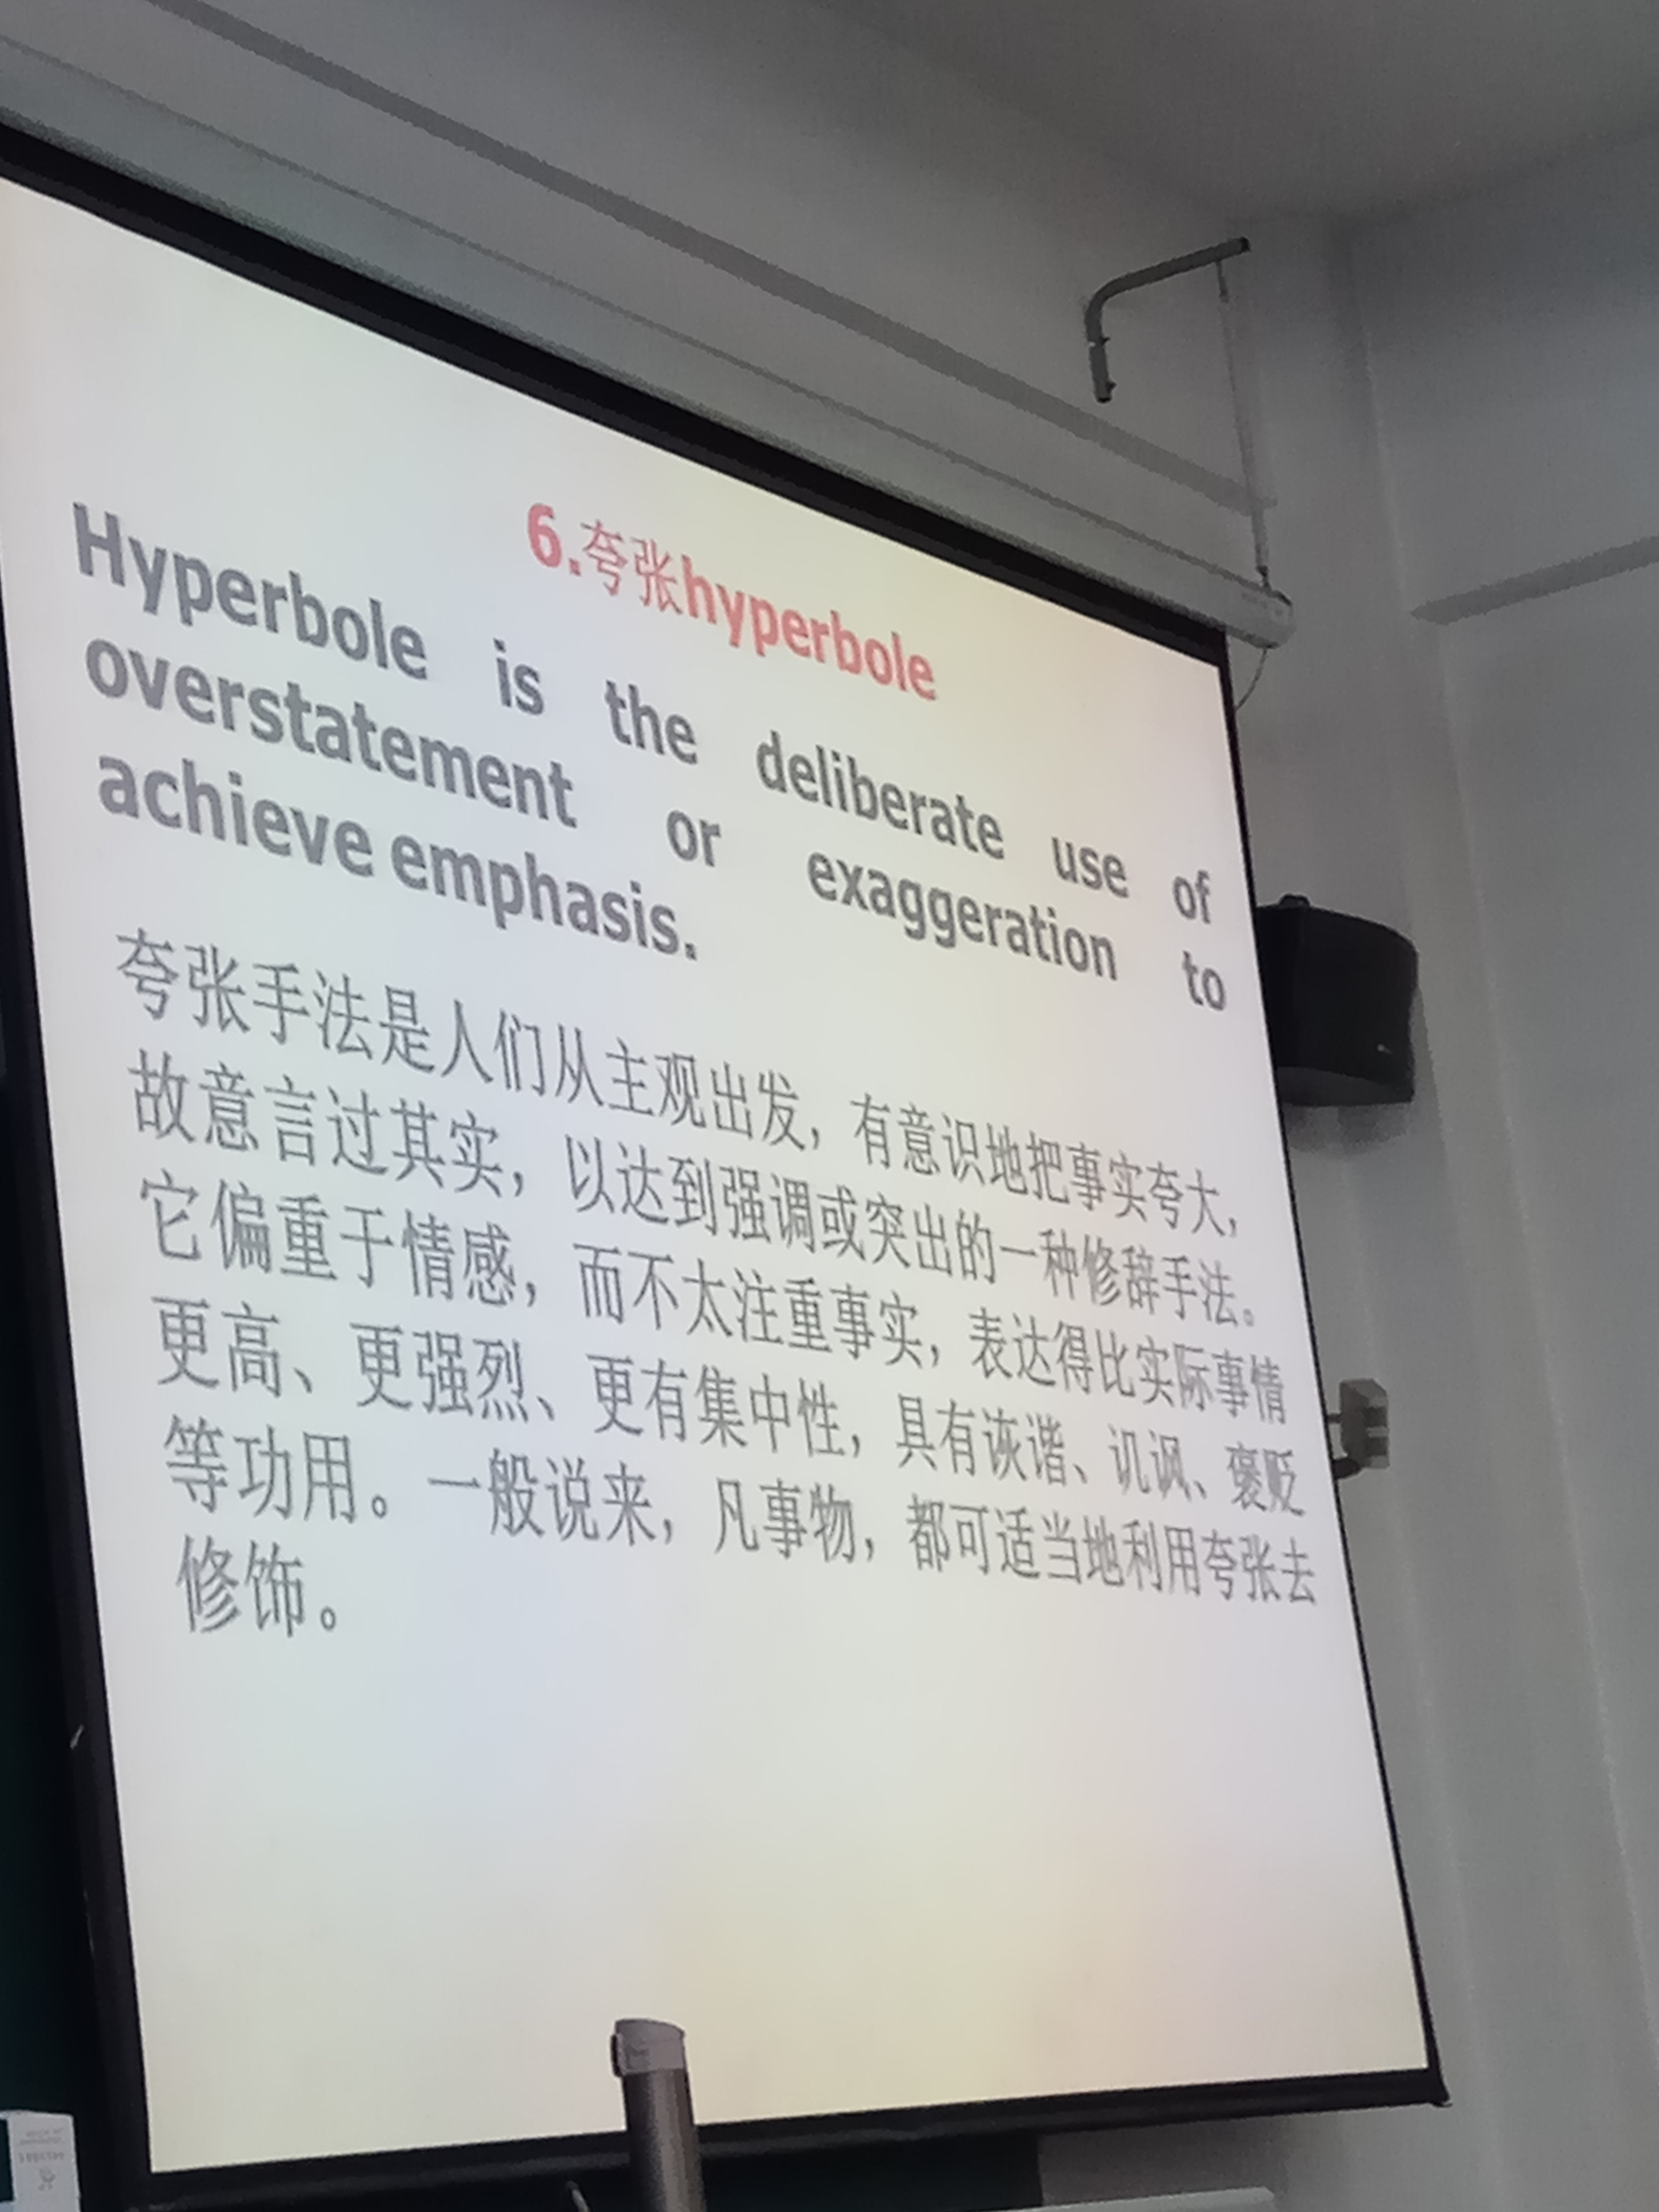 6.夸张hyperbole
Hyperbole is the deliberate use of
overstatement or exaggeration to
achieve emphasis.
夸张手法是人们从主观出发，有意识地把事实夸大，
故意言过其实，以达到强调或突出的一种修辞手法。
它偏重于情感，而不太注重事实，表达得比实际事情
更高、更强烈、更有集中性，具有诙谐、讥讽、褒贬
等功用。一般说来，凡事物，都可适当地利用夸张去
修饰。